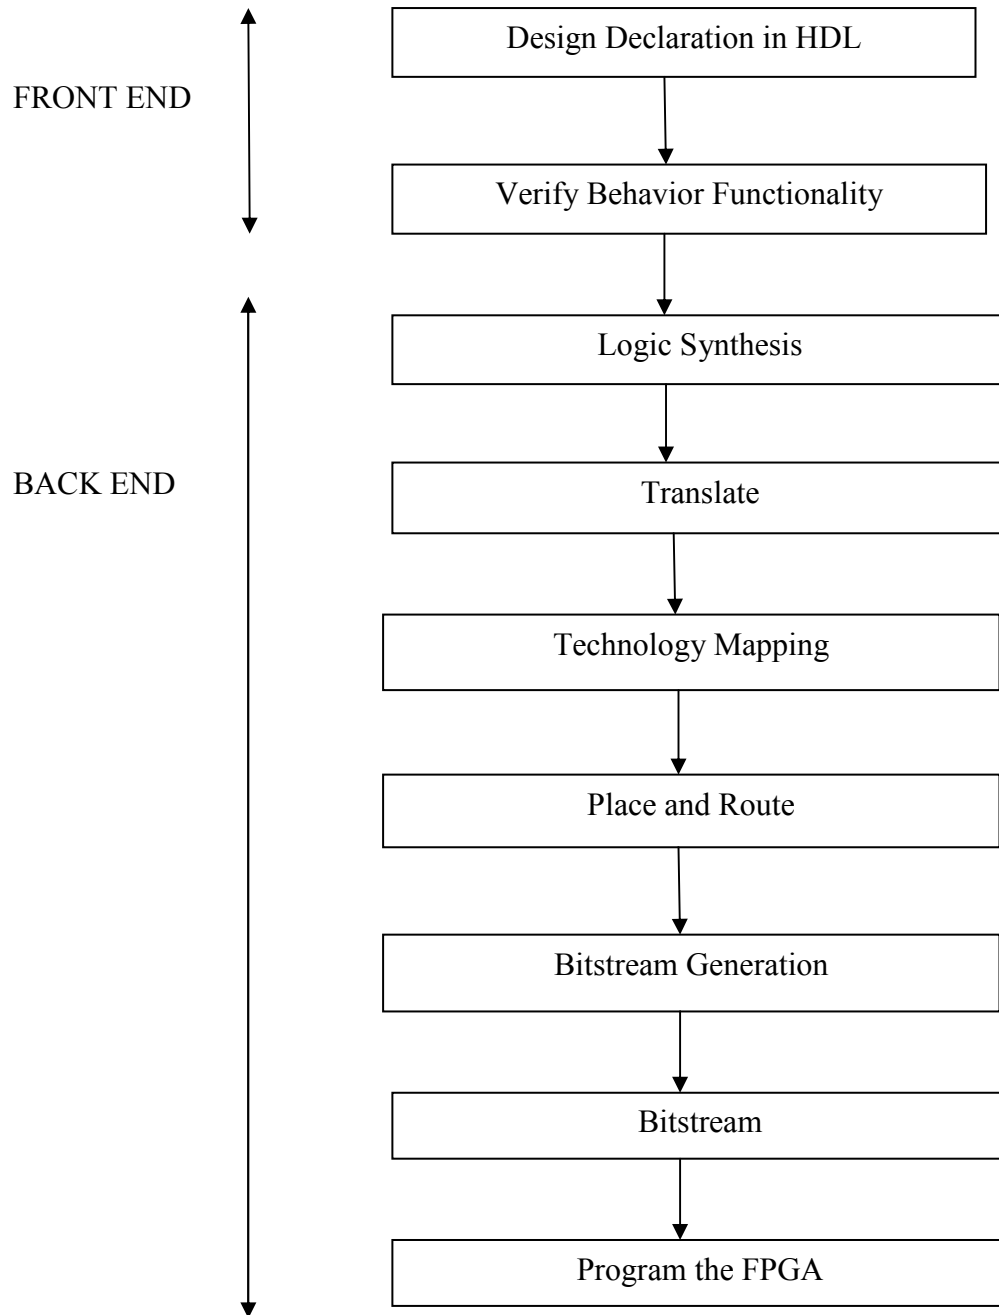 Design Declaration in HDL
FRONT END
Verify Behavior Functionality
Logic Synthesis
BACK END
Translate
Technology Mapping
Place and Route
Bitstream Generation
Bitstream
Program the FPGA